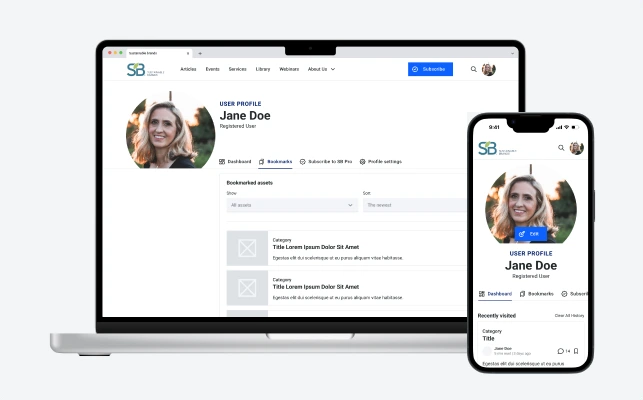 Sustainable Brands
SB
Articles Events Services Library Webinars About Us
Subscribe
USER PROFILE
Jane Doe
Registered User
Dashboard Bookmarks Subscribe to SB Pro Profile settings
Bookmarked assets
Show Sort
All assets The newest
Category
Title Lorem Ipsum Dolor Sit Amet
Egestas elit dui scelerisque ut eu purus aliquam vitae habitasse.
Category
Title Lorem Ipsum Dolor Sit Amet
Egestas elit dui scelerisque ut eu purus aliquam vitae habitasse.
9:41
SB
Edit
USER PROFILE
Jane Doe
Registered User
Dashboard Bookmarks Subscri
Recently visited Clear All History
Category
Title
Jane Doe
14
Egestas elit dui scelerisque ut eu purus